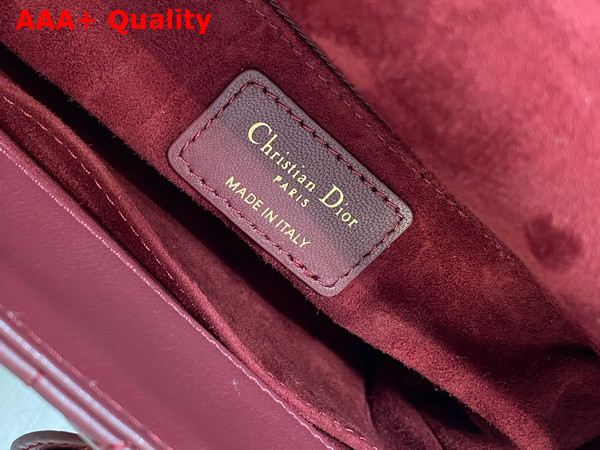 AAA+ Quality
Christian Dior
PARIS
MADE IN ITALY